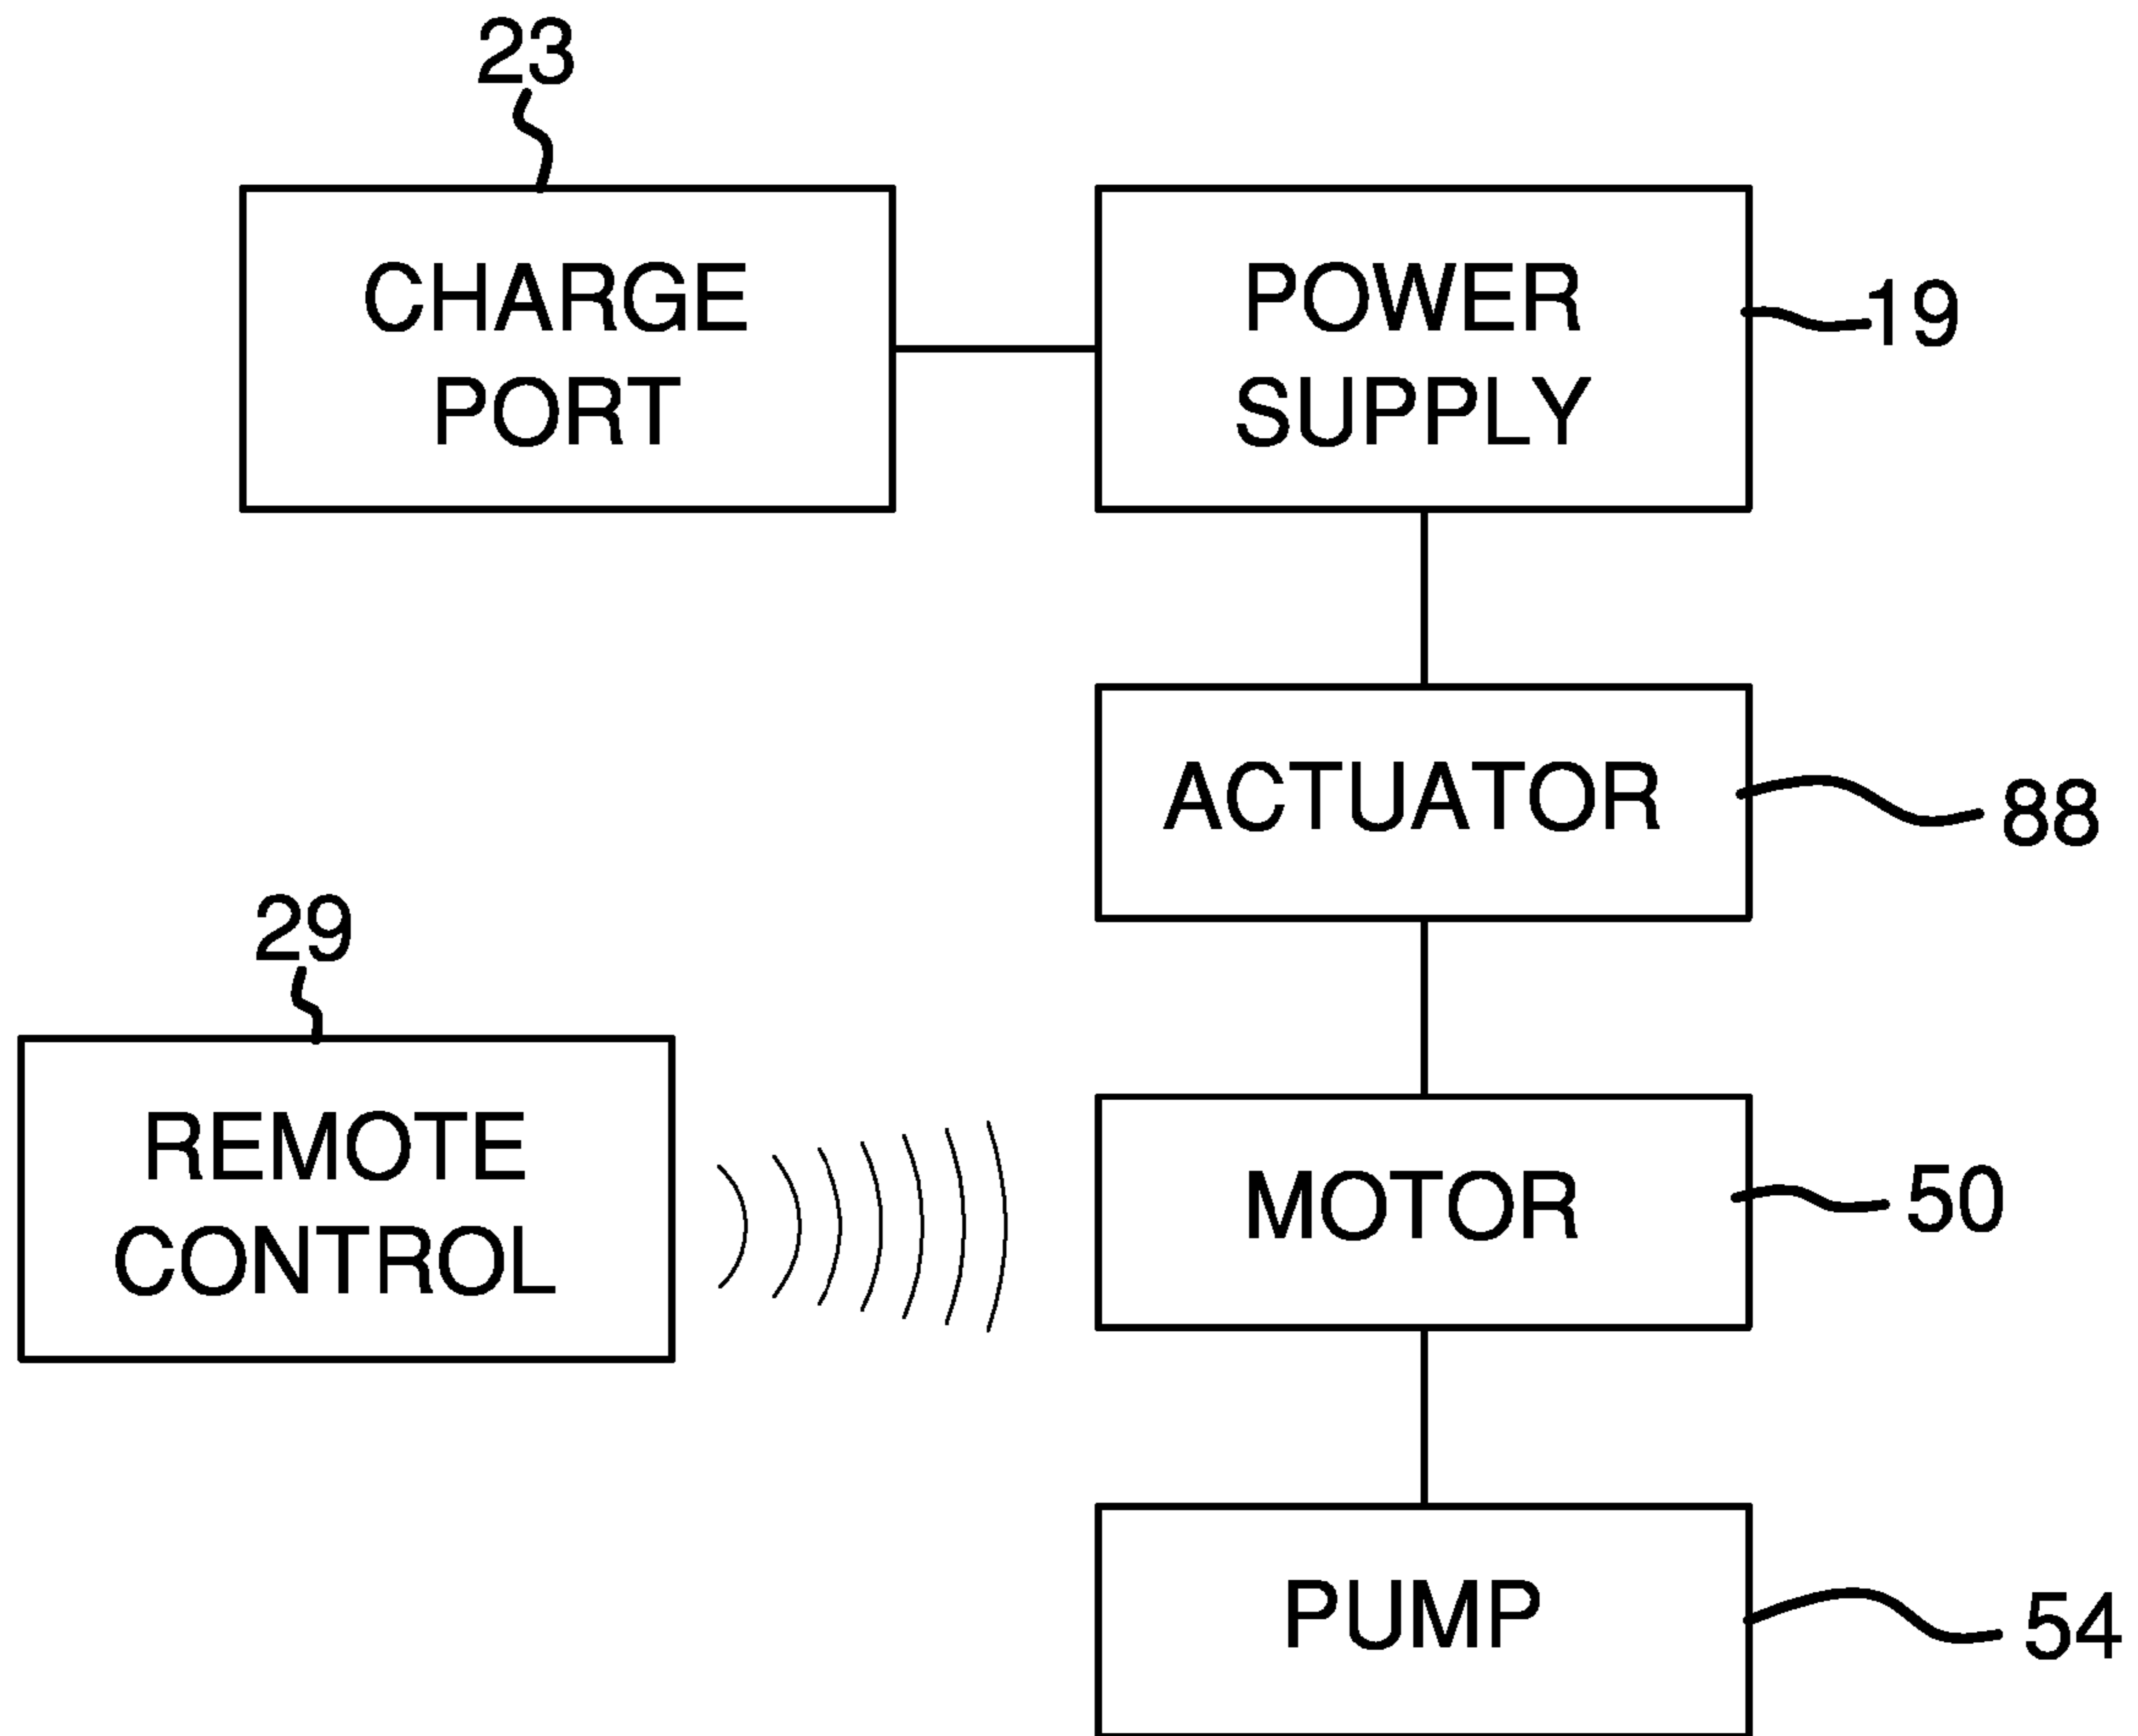 23
CHARGE
PORT
POWER
SUPPLY
19
ACTUATOR
88
29
REMOTE
CONTROL
MOTOR
50
PUMP
54